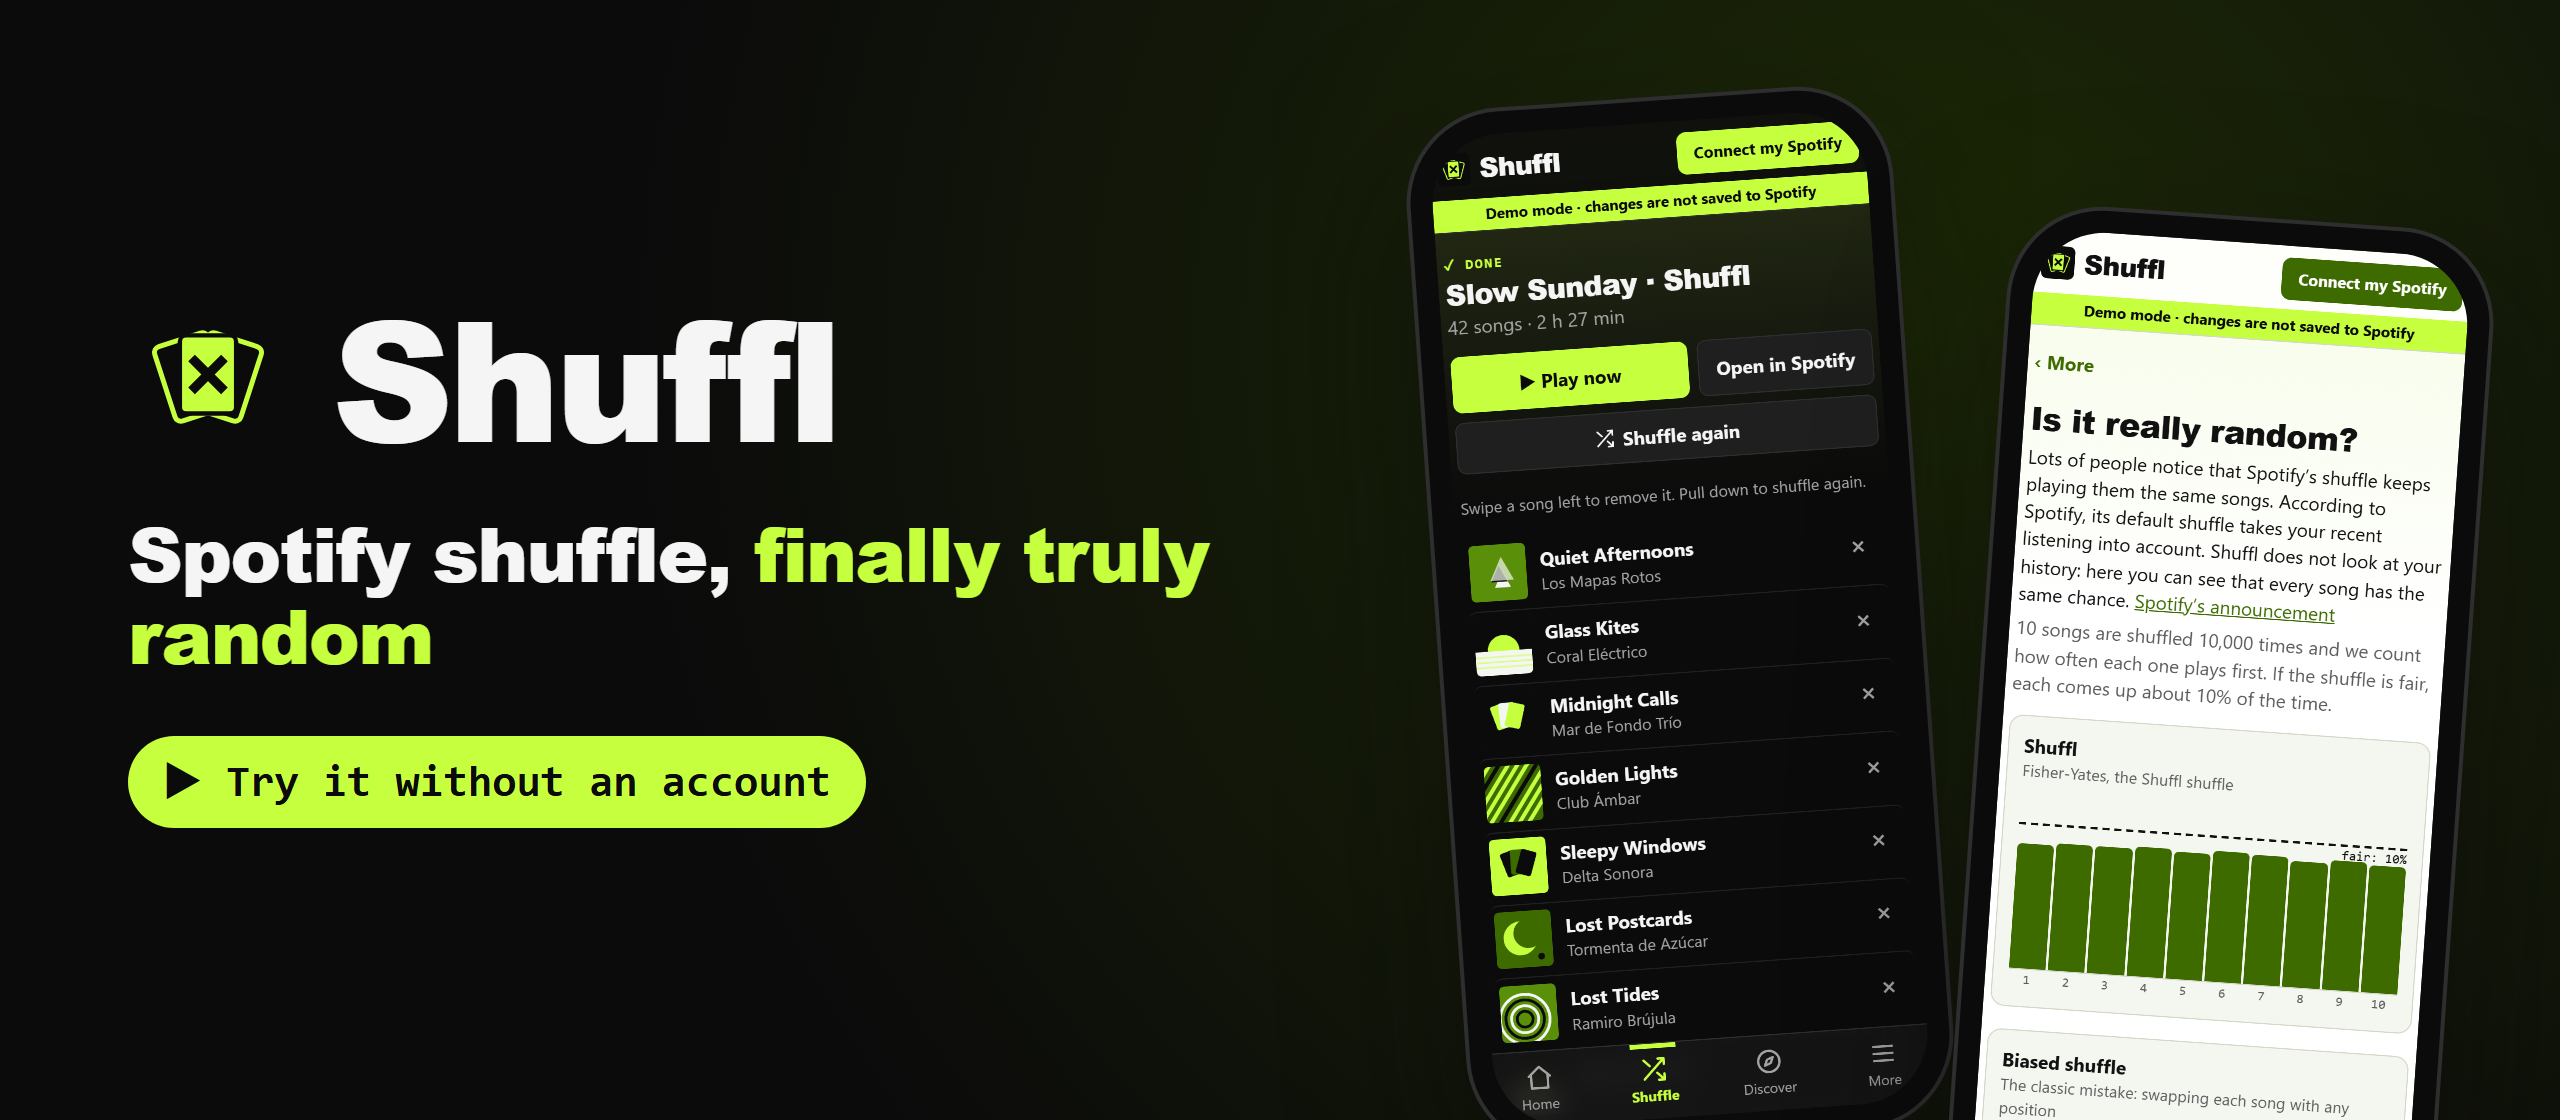 Shuffl
Spotify shuffle, finally truly
random
Try it without an account
Shuffl
Connect my Spotify
Demo mode · changes are not saved to Spotify
✓ DONE
Slow Sunday · Shuffl
42 songs · 2 h 27 min
Play now
Open in Spotify
Shuffle again
Swipe a song left to remove it. Pull down to shuffle again.
Quiet Afternoons
Los Mapas Rotos
Glass Kites
Coral Eléctrico
Midnight Calls
Mar de Fondo Trío
Golden Lights
Club Ámbar
Sleepy Windows
Delta Sonora
Lost Postcards
Tormenta de Azúcar
Lost Tides
Ramiro Brújula
Home
Shuffle
Discover
More
Shuffl
Connect my Spotify
Demo mode · changes are not saved to Spotify
‹ More
Is it really random?
Lots of people notice that Spotify’s shuffle keeps
playing them the same songs. According to
Spotify, its default shuffle takes your recent
listening into account. Shuffl does not look at your
history: here you can see that every song has the
same chance. Spotify’s announcement
10 songs are shuffled 10,000 times and we count
how often each one plays first. If the shuffle is fair,
each comes up about 10% of the time.
Shuffl
Fisher-Yates, the Shuffl shuffle
fair: 10%
1 2 3 4 5 6 7 8 9 10
Biased shuffle
The classic mistake: swapping each song with any
position